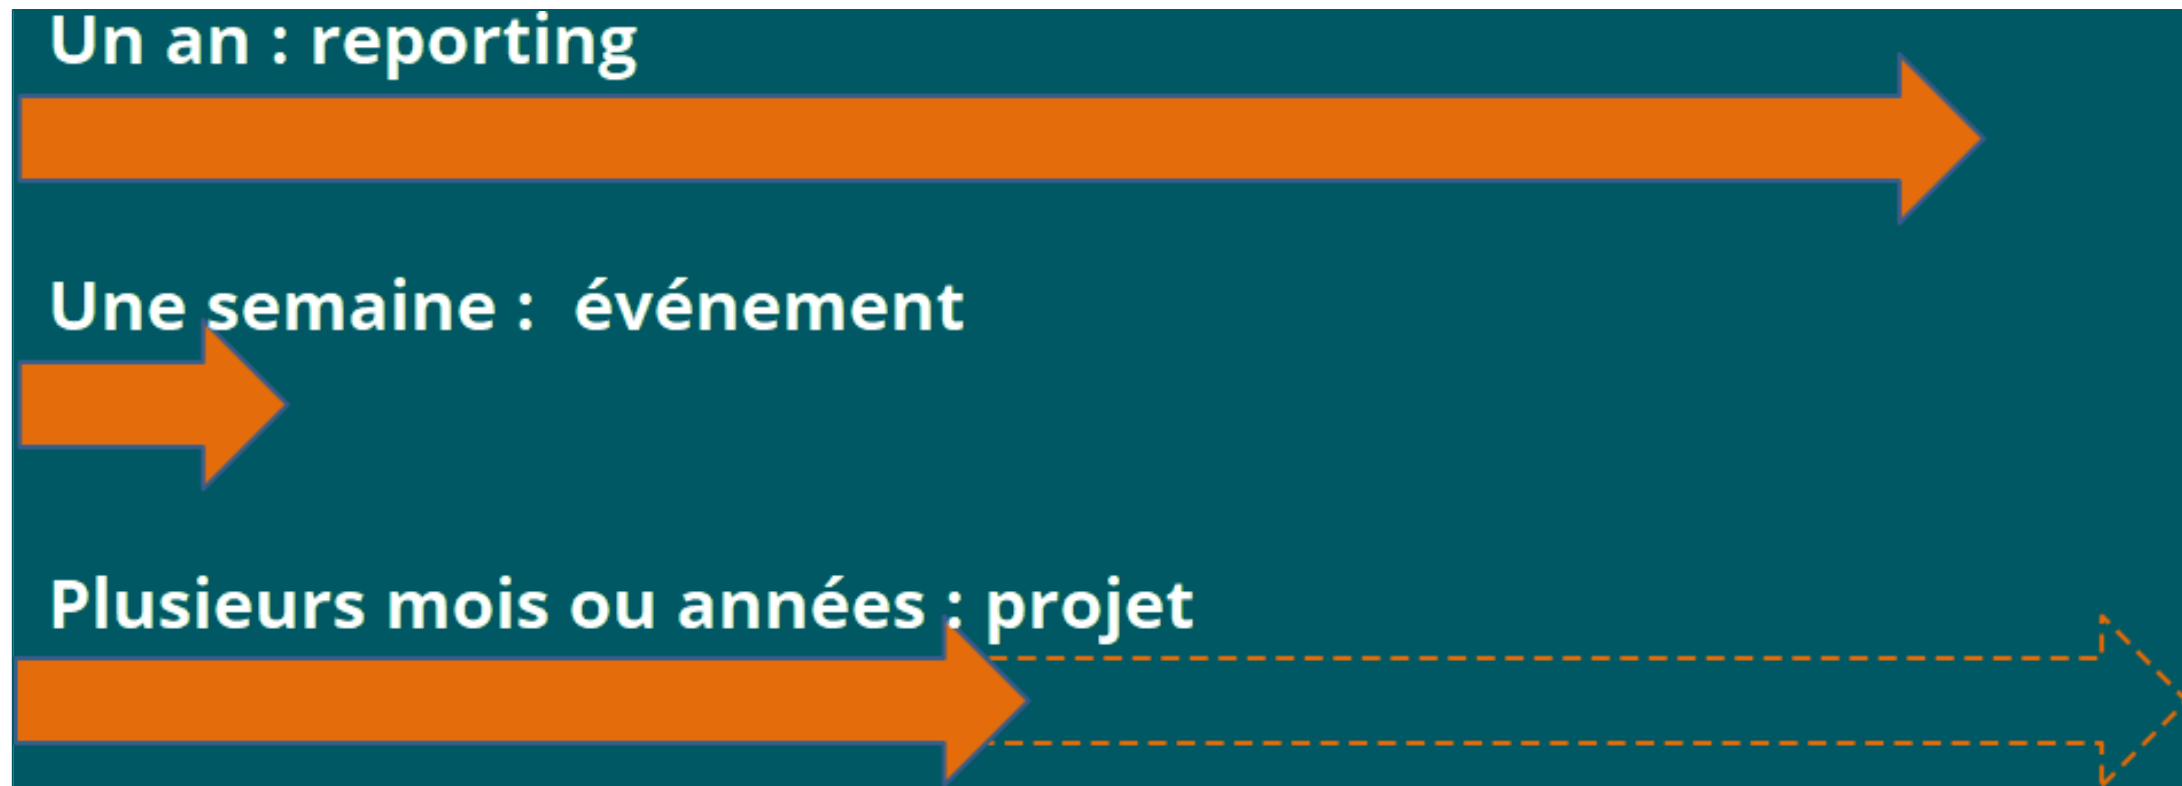 Un an : reporting
Une semaine :  événement
Plusieurs mois ou années : projet